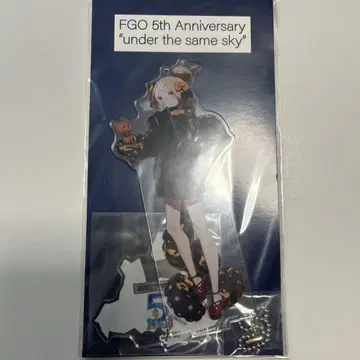 FGO 5th Anniversary
"under the same sky"
5